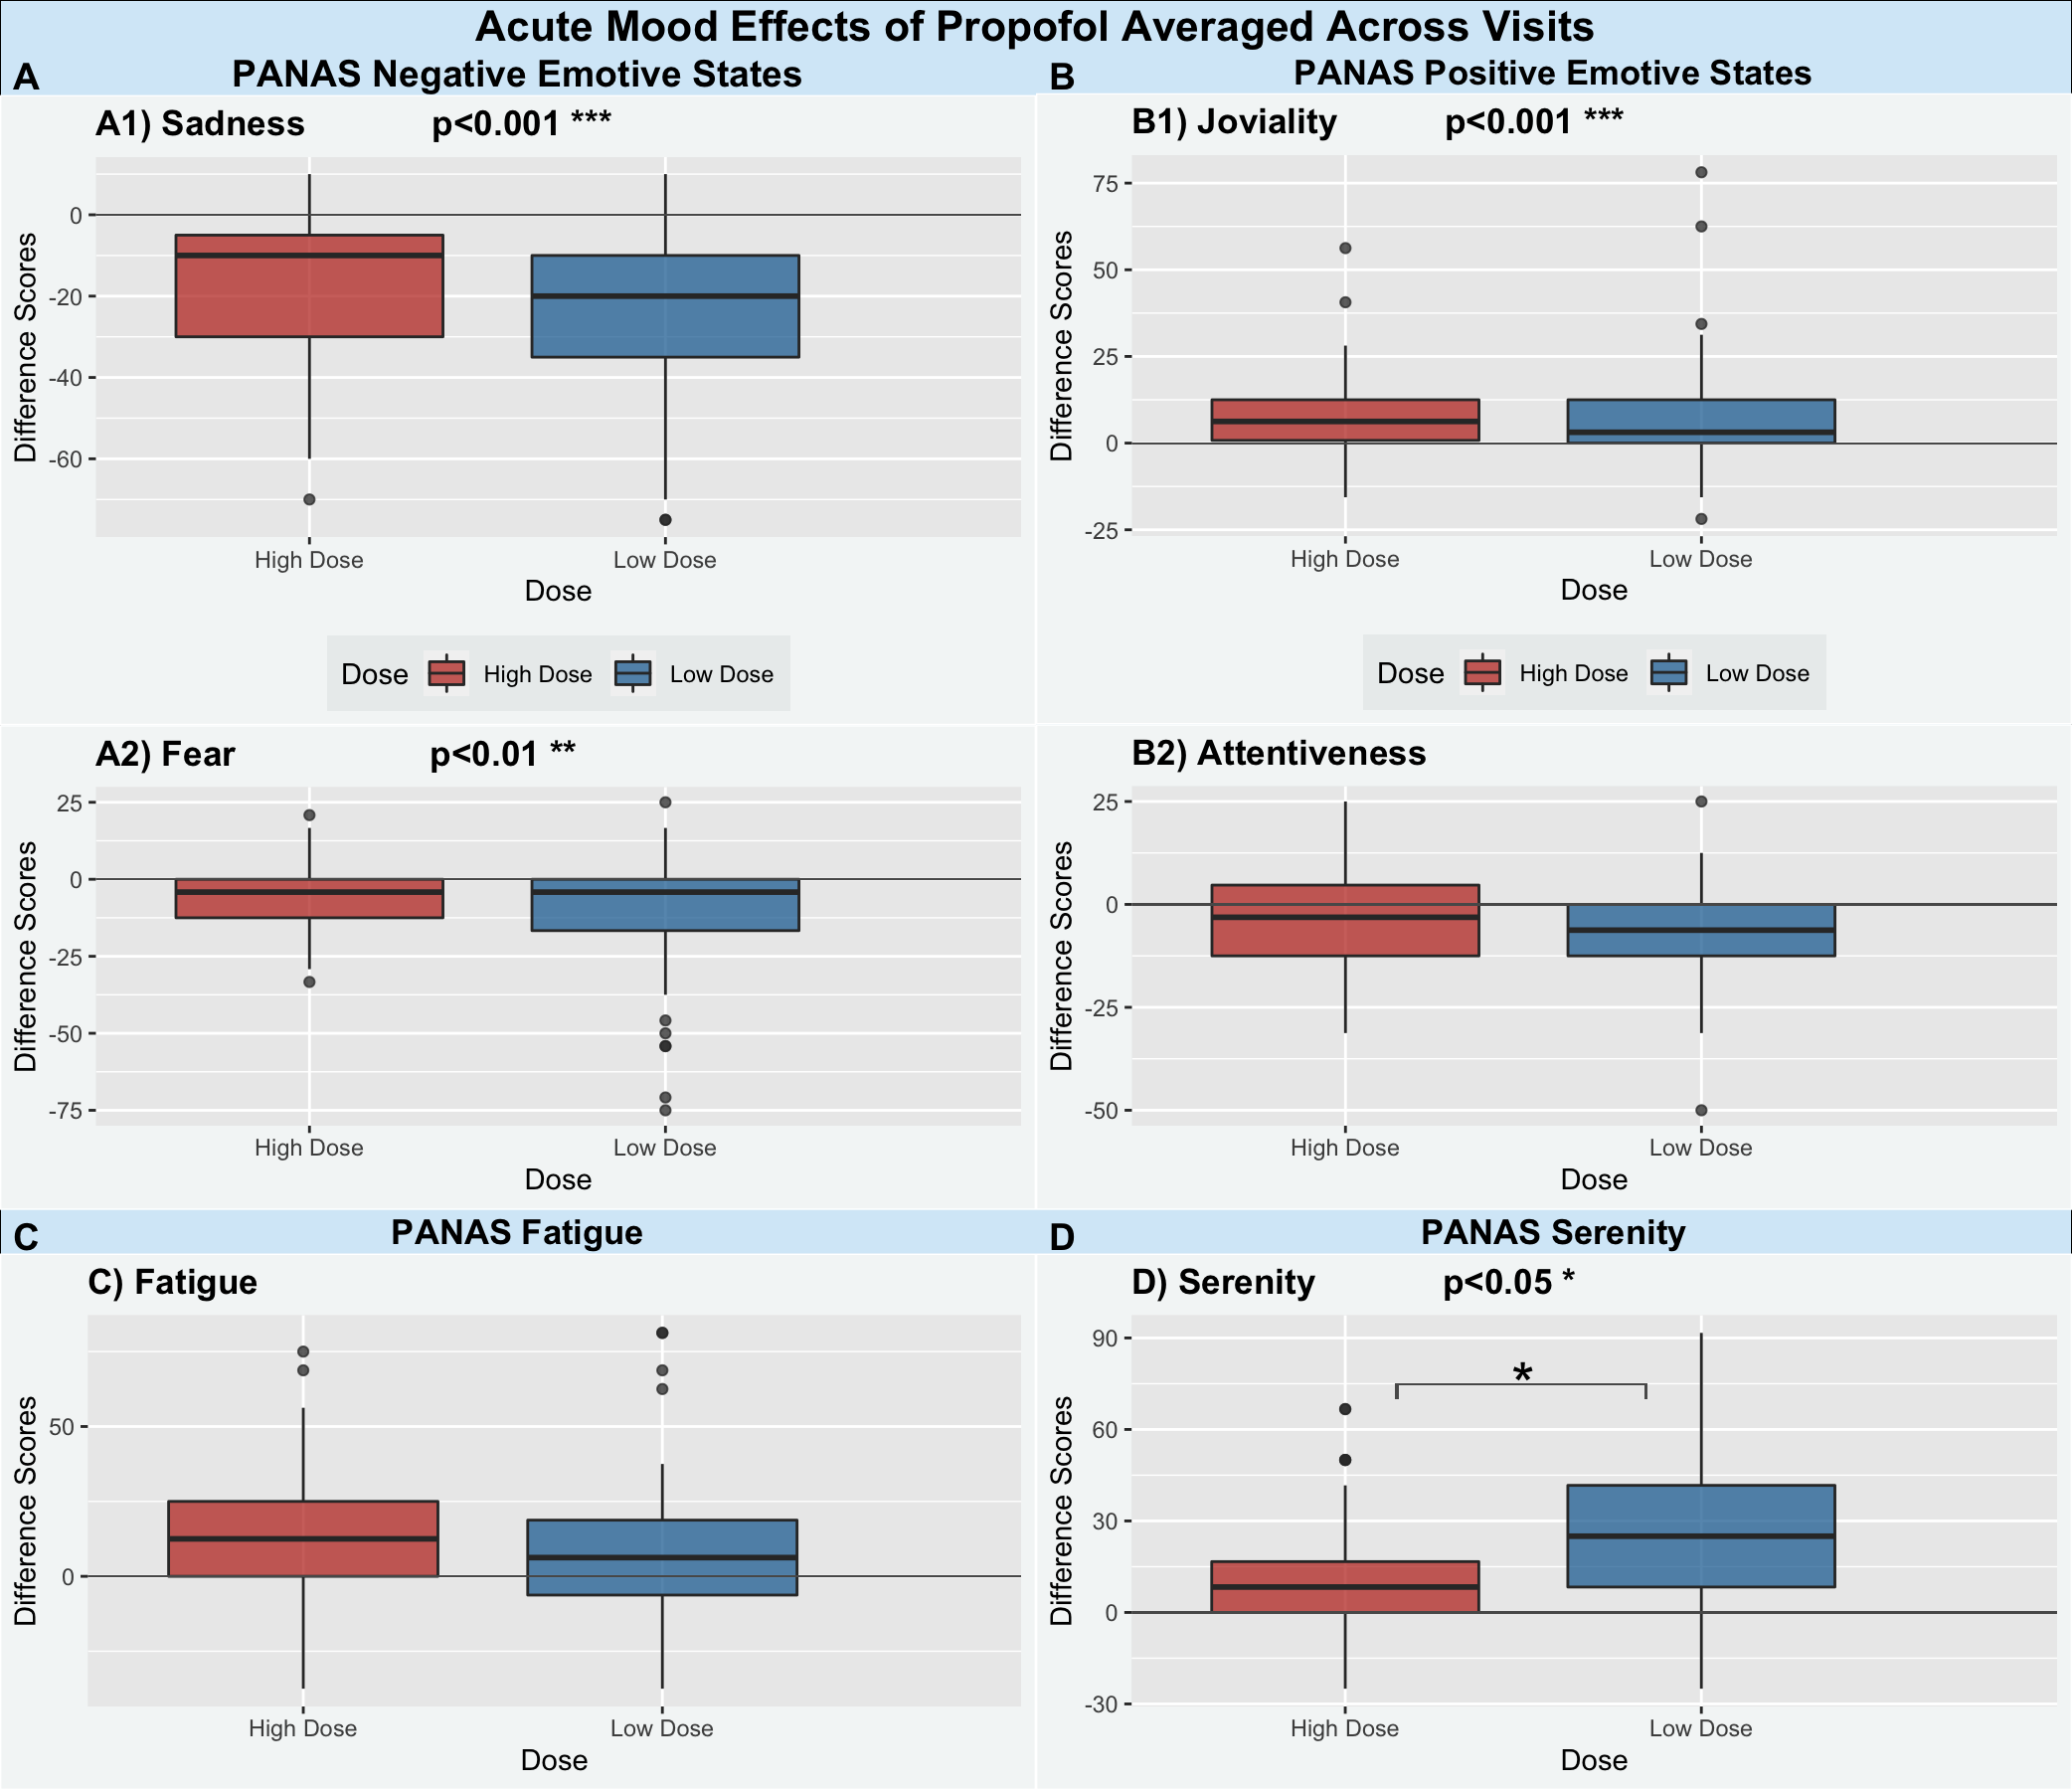 Acute Mood Effects of Propofol Averaged Across Visits
A PANAS Negative Emotive States
A1) Sadness p<0.001 ***
Difference Scores
0
-20
-40
-60
High Dose Low Dose
Dose
Dose High Dose Low Dose
A2) Fear p<0.01 **
Difference Scores
25
0
-25
-50
-75
High Dose Low Dose
Dose
B PANAS Positive Emotive States
B1) Joviality p<0.001 ***
Difference Scores
75
50
25
0
-25
High Dose Low Dose
Dose
Dose High Dose Low Dose
B2) Attentiveness
Difference Scores
25
0
-25
-50
High Dose Low Dose
Dose
C PANAS Fatigue
C) Fatigue
Difference Scores
50
0
High Dose Low Dose
Dose
D PANAS Serenity
D) Serenity p<0.05 *
Difference Scores
90
60
30
0
-30
*
High Dose Low Dose
Dose